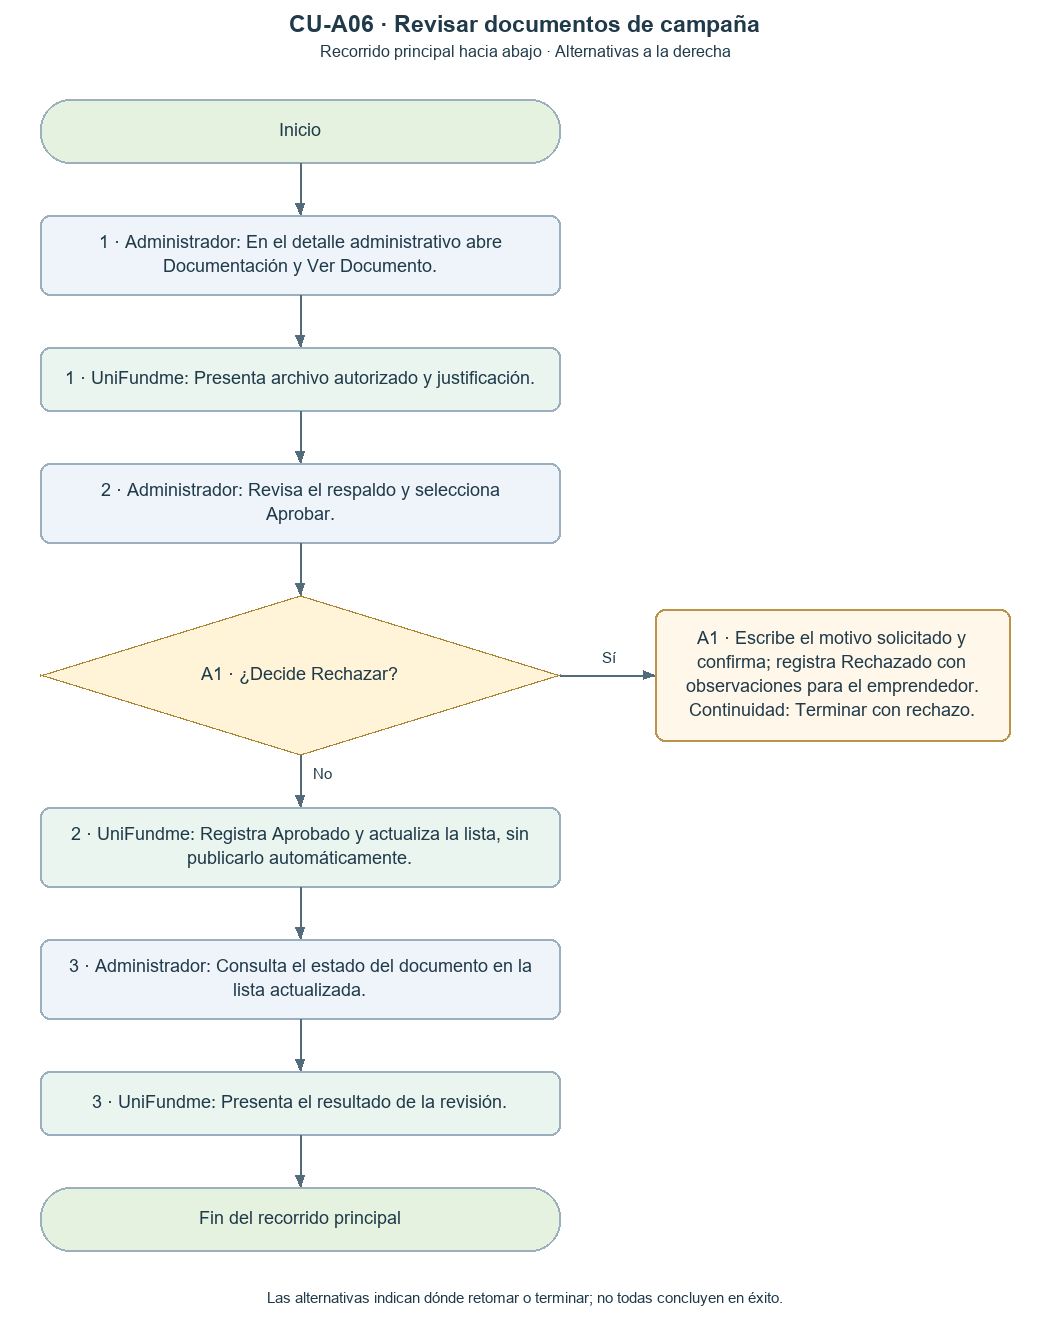 CU-A06 · Revisar documentos de campaña
Recorrido principal hacia abajo · Alternativas a la derecha
Inicio
1 · Administrador: En el detalle administrativo abre
Documentación y Ver Documento.
1 · UniFundme: Presenta archivo autorizado y justificación.
2 · Administrador: Revisa el respaldo y selecciona
Aprobar.
A1 · ¿Decide Rechazar?
Sí
A1 · Escribe el motivo solicitado y
confirma; registra Rechazado con
observaciones para el emprendedor.
Continuidad: Terminar con rechazo.
No
2 · UniFundme: Registra Aprobado y actualiza la lista, sin
publicarlo automáticamente.
3 · Administrador: Consulta el estado del documento en la
lista actualizada.
3 · UniFundme: Presenta el resultado de la revisión.
Fin del recorrido principal
Las alternativas indican dónde retomar o terminar; no todas concluyen en éxito.